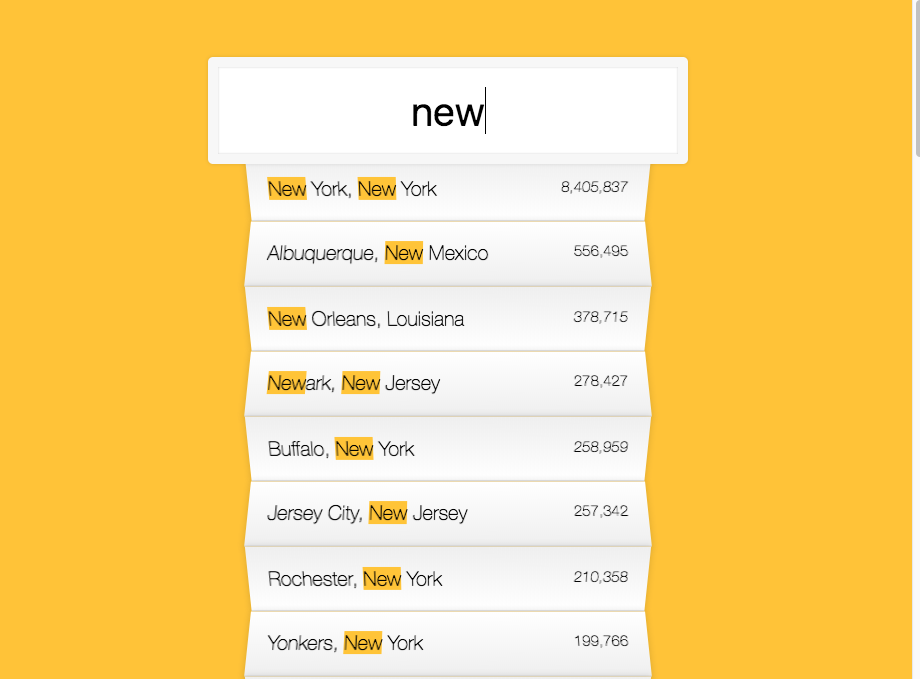 new
New York, New York 8,405,837
Albuquerque, New Mexico 556,495
New Orleans, Louisiana 378,715
Newark, New Jersey 278,427
Buffalo, New York 258,959
Jersey City, New Jersey 257,342
Rochester, New York 210,358
Yonkers, New York 199,766